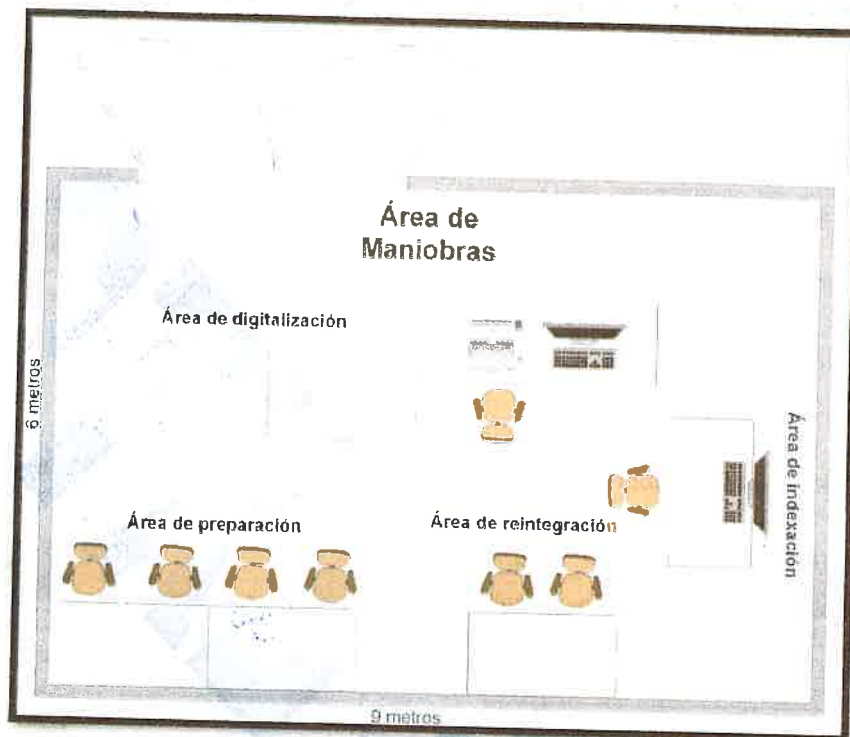 Área de
Maniobras
Área de digitalización
6 metros
Área de indexación
Área de preparación
Área de reintegración
9 metros